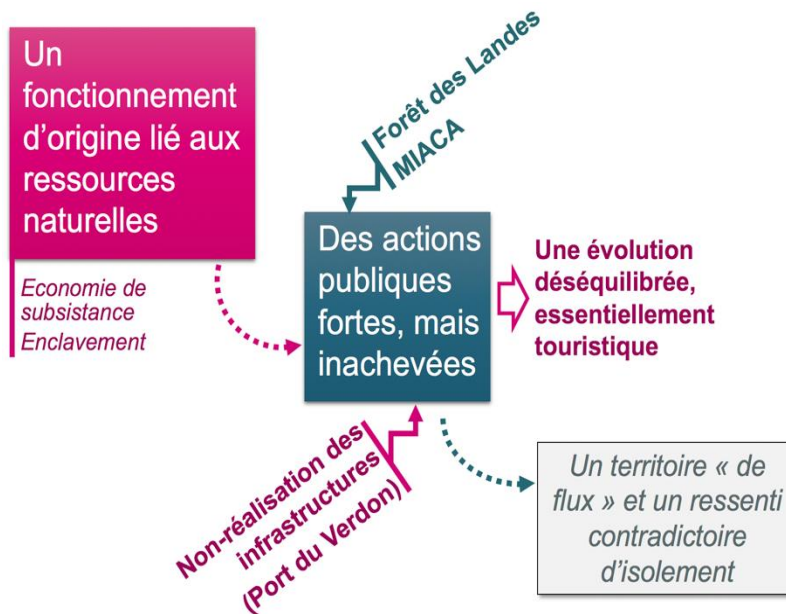 Un
fonctionnement
d'origine lié aux
ressources
naturelles
Economie de
subsistance
Enclavement
Forêt des Landes
MIACA
Des actions
publiques
fortes, mais
inachevées
Une évolution
déséquilibrée,
essentiellement
touristique
Non-réalisation des
infrastructures
(Port du Verdon)
Un territoire « de
flux » et un ressenti
contradictoire
d'isolement